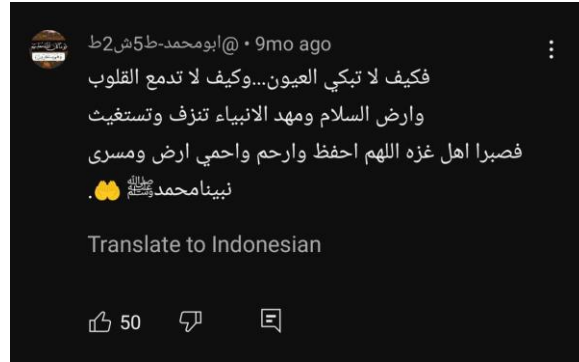 @ابومحمد-ط5ش2ط • 9mo ago
فكيف لا تبكي العيون...وكيف لا تدمع القلوب
وارض السلام ومهد الانبياء تنزف وتستغيث
فصبرا اهل غزه اللهم احفظ وارحم واحمي ارض ومسرى
نبينامحمدﷺ 🤲.
Translate to Indonesian
50